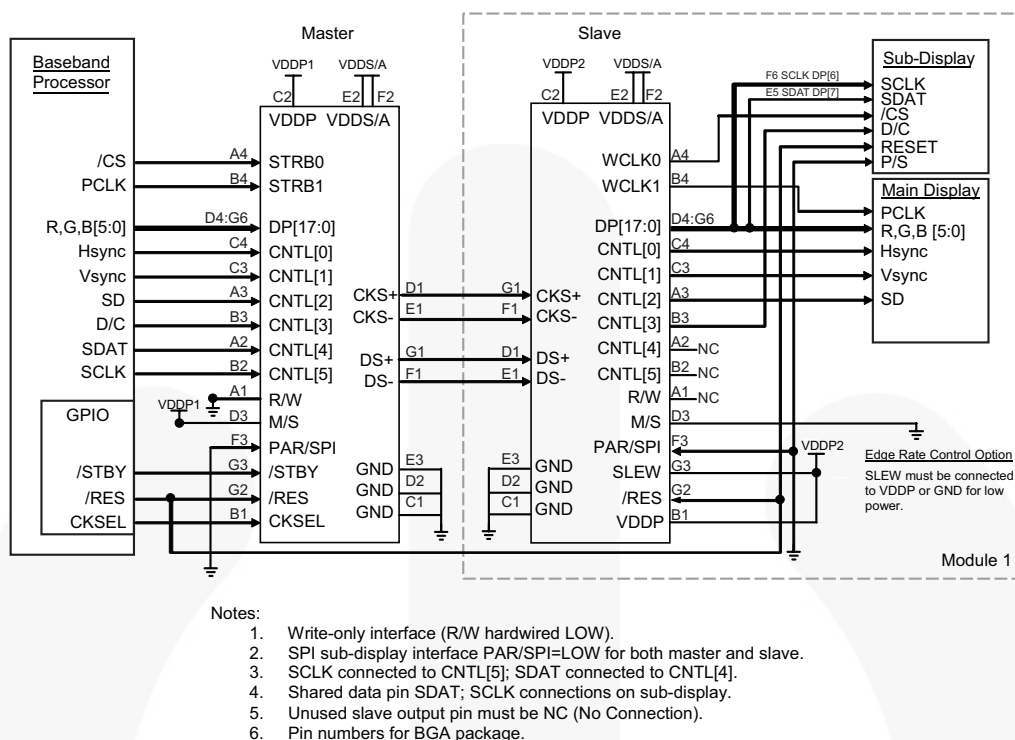 Master
Slave
Baseband
Processor
/CS
PCLK
R,G,B[5:0]
Hsync
Vsync
SD
D/C
SDAT
SCLK
GPIO
/STBY
/RES
CKSEL
VDDP1
VDDS/A
C2
E2
F2
VDDP
VDDS/A
A4
STRB0
B4
STRB1
D4:G6
DP[17:0]
C4
CNTL[0]
C3
CNTL[1]
A3
CNTL[2]
B3
CNTL[3]
A2
CNTL[4]
B2
CNTL[5]
A1
R/W
VDDP1
D3
M/S
F3
PAR/SPI
G3
/STBY
G2
/RES
B1
CKSEL
CKS+
D1
CKS-
E1
DS+
G1
DS-
F1
GND
E3
GND
D2
GND
C1
VDDP2
VDDS/A
C2
E2
F2
VDDP
VDDS/A
G1
CKS+
F1
CKS-
D1
DS+
E1
DS-
E3
GND
D2
GND
C1
GND
WCLK0
A4
WCLK1
B4
DP[17:0]
D4:G6
CNTL[0]
C4
CNTL[1]
C3
CNTL[2]
A3
CNTL[3]
B3
CNTL[4]
A2
NC
CNTL[5]
B2
NC
R/W
A1
NC
M/S
D3
PAR/SPI
F3
SLEW
G3
/RES
G2
VDDP
B1
VDDP2
F6 SCLK DP[6]
E5 SDAT DP[7]
Sub-Display
SCLK
SDAT
/CS
D/C
RESET
P/S
Main Display
PCLK
R,G,B [5:0]
Hsync
Vsync
SD
Edge Rate Control Option
SLEW must be connected
to VDDP or GND for low
power.
Module 1
Notes:
1. Write-only interface (R/W hardwired LOW).
2. SPI sub-display interface PAR/SPI=LOW for both master and slave.
3. SCLK connected to CNTL[5]; SDAT connected to CNTL[4].
4. Shared data pin SDAT; SCLK connections on sub-display.
5. Unused slave output pin must be NC (No Connection).
6. Pin numbers for BGA package.